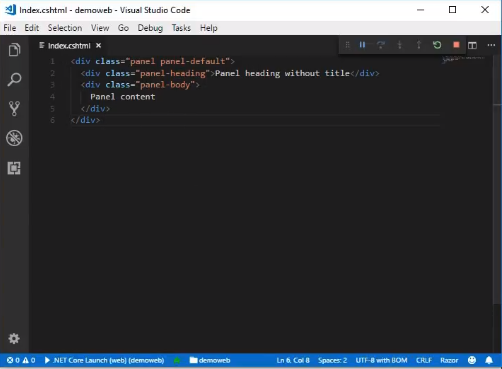 Index.cshtml - demoweb - Visual Studio Code
File Edit Selection View Go Debug Tasks Help
Index.cshtml
1 <div class="panel panel-default">
2 <div class="panel-heading">Panel heading without title</div>
3 <div class="panel-body">
4 Panel content
5 </div>
6 </div>
0 0 .NET Core Launch (web) (demoweb) demoweb Ln 6, Col 8 Spaces: 2 UTF-8 with BOM CRLF Razor